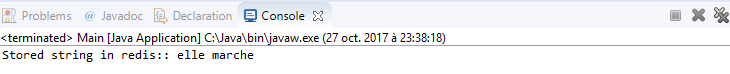 Problems @ Javadoc Declaration Console
<terminated> Main [Java Application] C:\Java\bin\javaw.exe (27 oct. 2017 à 23:38:18)
Stored string in redis:: elle marche